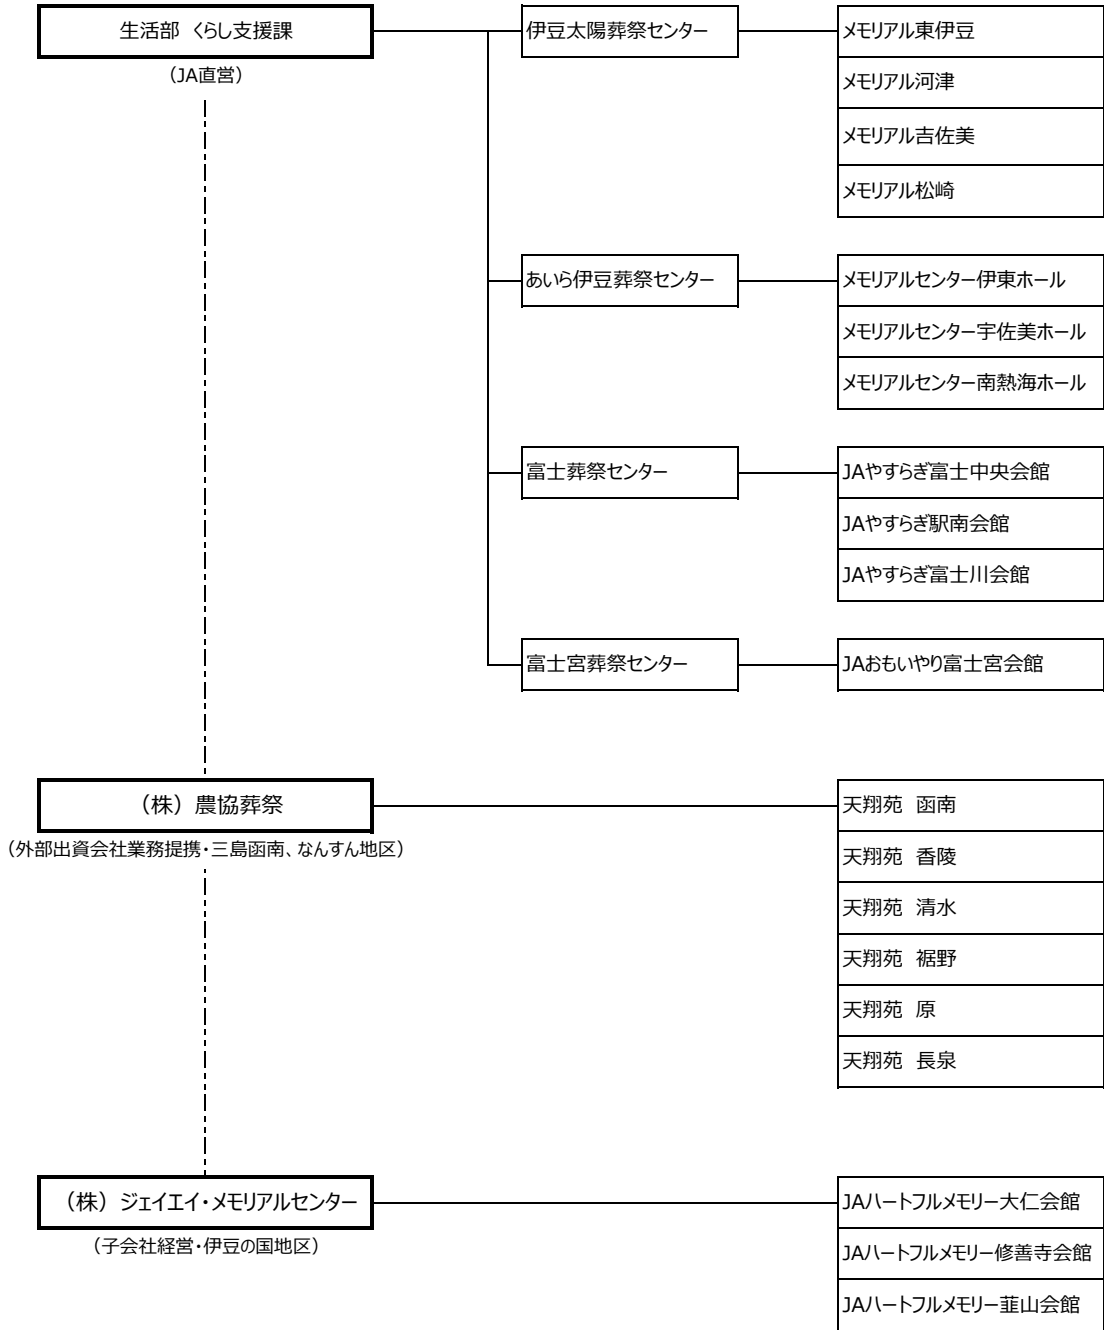 生活部 くらし支援課
（JA直営）
伊豆太陽葬祭センター
メモリアル東伊豆
メモリアル河津
メモリアル吉佐美
メモリアル松崎
あいら伊豆葬祭センター
メモリアルセンター伊東ホール
メモリアルセンター宇佐美ホール
メモリアルセンター南熱海ホール
富士葬祭センター
JAやすらぎ富士中央会館
JAやすらぎ駅南会館
JAやすらぎ富士川会館
富士宮葬祭センター
JAおもいやり富士宮会館
（株）農協葬祭
（外部出資会社業務提携・三島函南、なんすん地区）
天翔苑 函南
天翔苑 香陵
天翔苑 清水
天翔苑 裾野
天翔苑 原
天翔苑 長泉
（株）ジェイエイ・メモリアルセンター
（子会社経営・伊豆の国地区）
JAハートフルメモリー大仁会館
JAハートフルメモリー修善寺会館
JAハートフルメモリー韮山会館